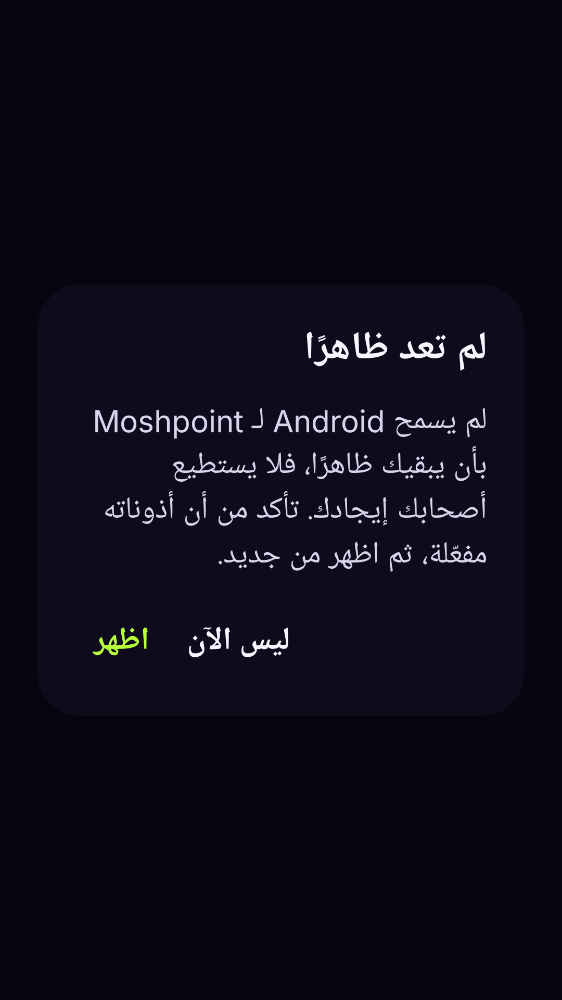 لم تعد ظاهرًا
لم يسمح Android لـ Moshpoint
بأن يبقيك ظاهرًا، فلا يستطيع
أصحابك إيجادك. تأكد من أن أذوناته
مفعّلة، ثم اظهر من جديد.
ليس الآن
اظهر